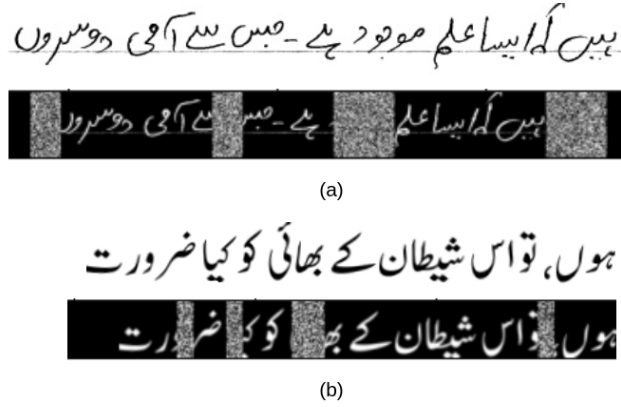 ہیں کہ ایسا علم موجود ہے ۔ جس سے آدمی دوسروں
ہیں کہ ایسا علم ہے ۔ جس سے آدمی دوسروں
(a)
ہوں، تو اس شیطان کے بھائی کو کیا ضرورت
ہوں اس شیطان کے بھ کو ک ضر رت
(b)